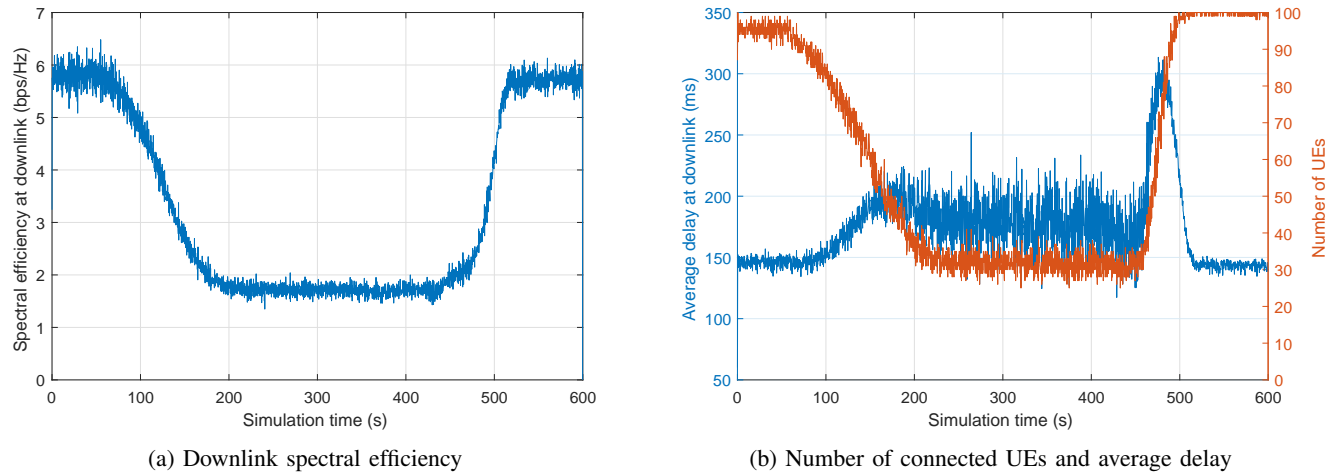 7
6
5
4
3
2
1
0
Spectral efficiency at downlink (bps/Hz)
0 100 200 300 400 500 600
Simulation time (s)
(a) Downlink spectral efficiency
350
300
250
200
150
100
50
Average delay at downlink (ms)
100
90
80
70
60
50
40
30
20
10
0
Number of UEs
0 100 200 300 400 500 600
Simulation time (s)
(b) Number of connected UEs and average delay